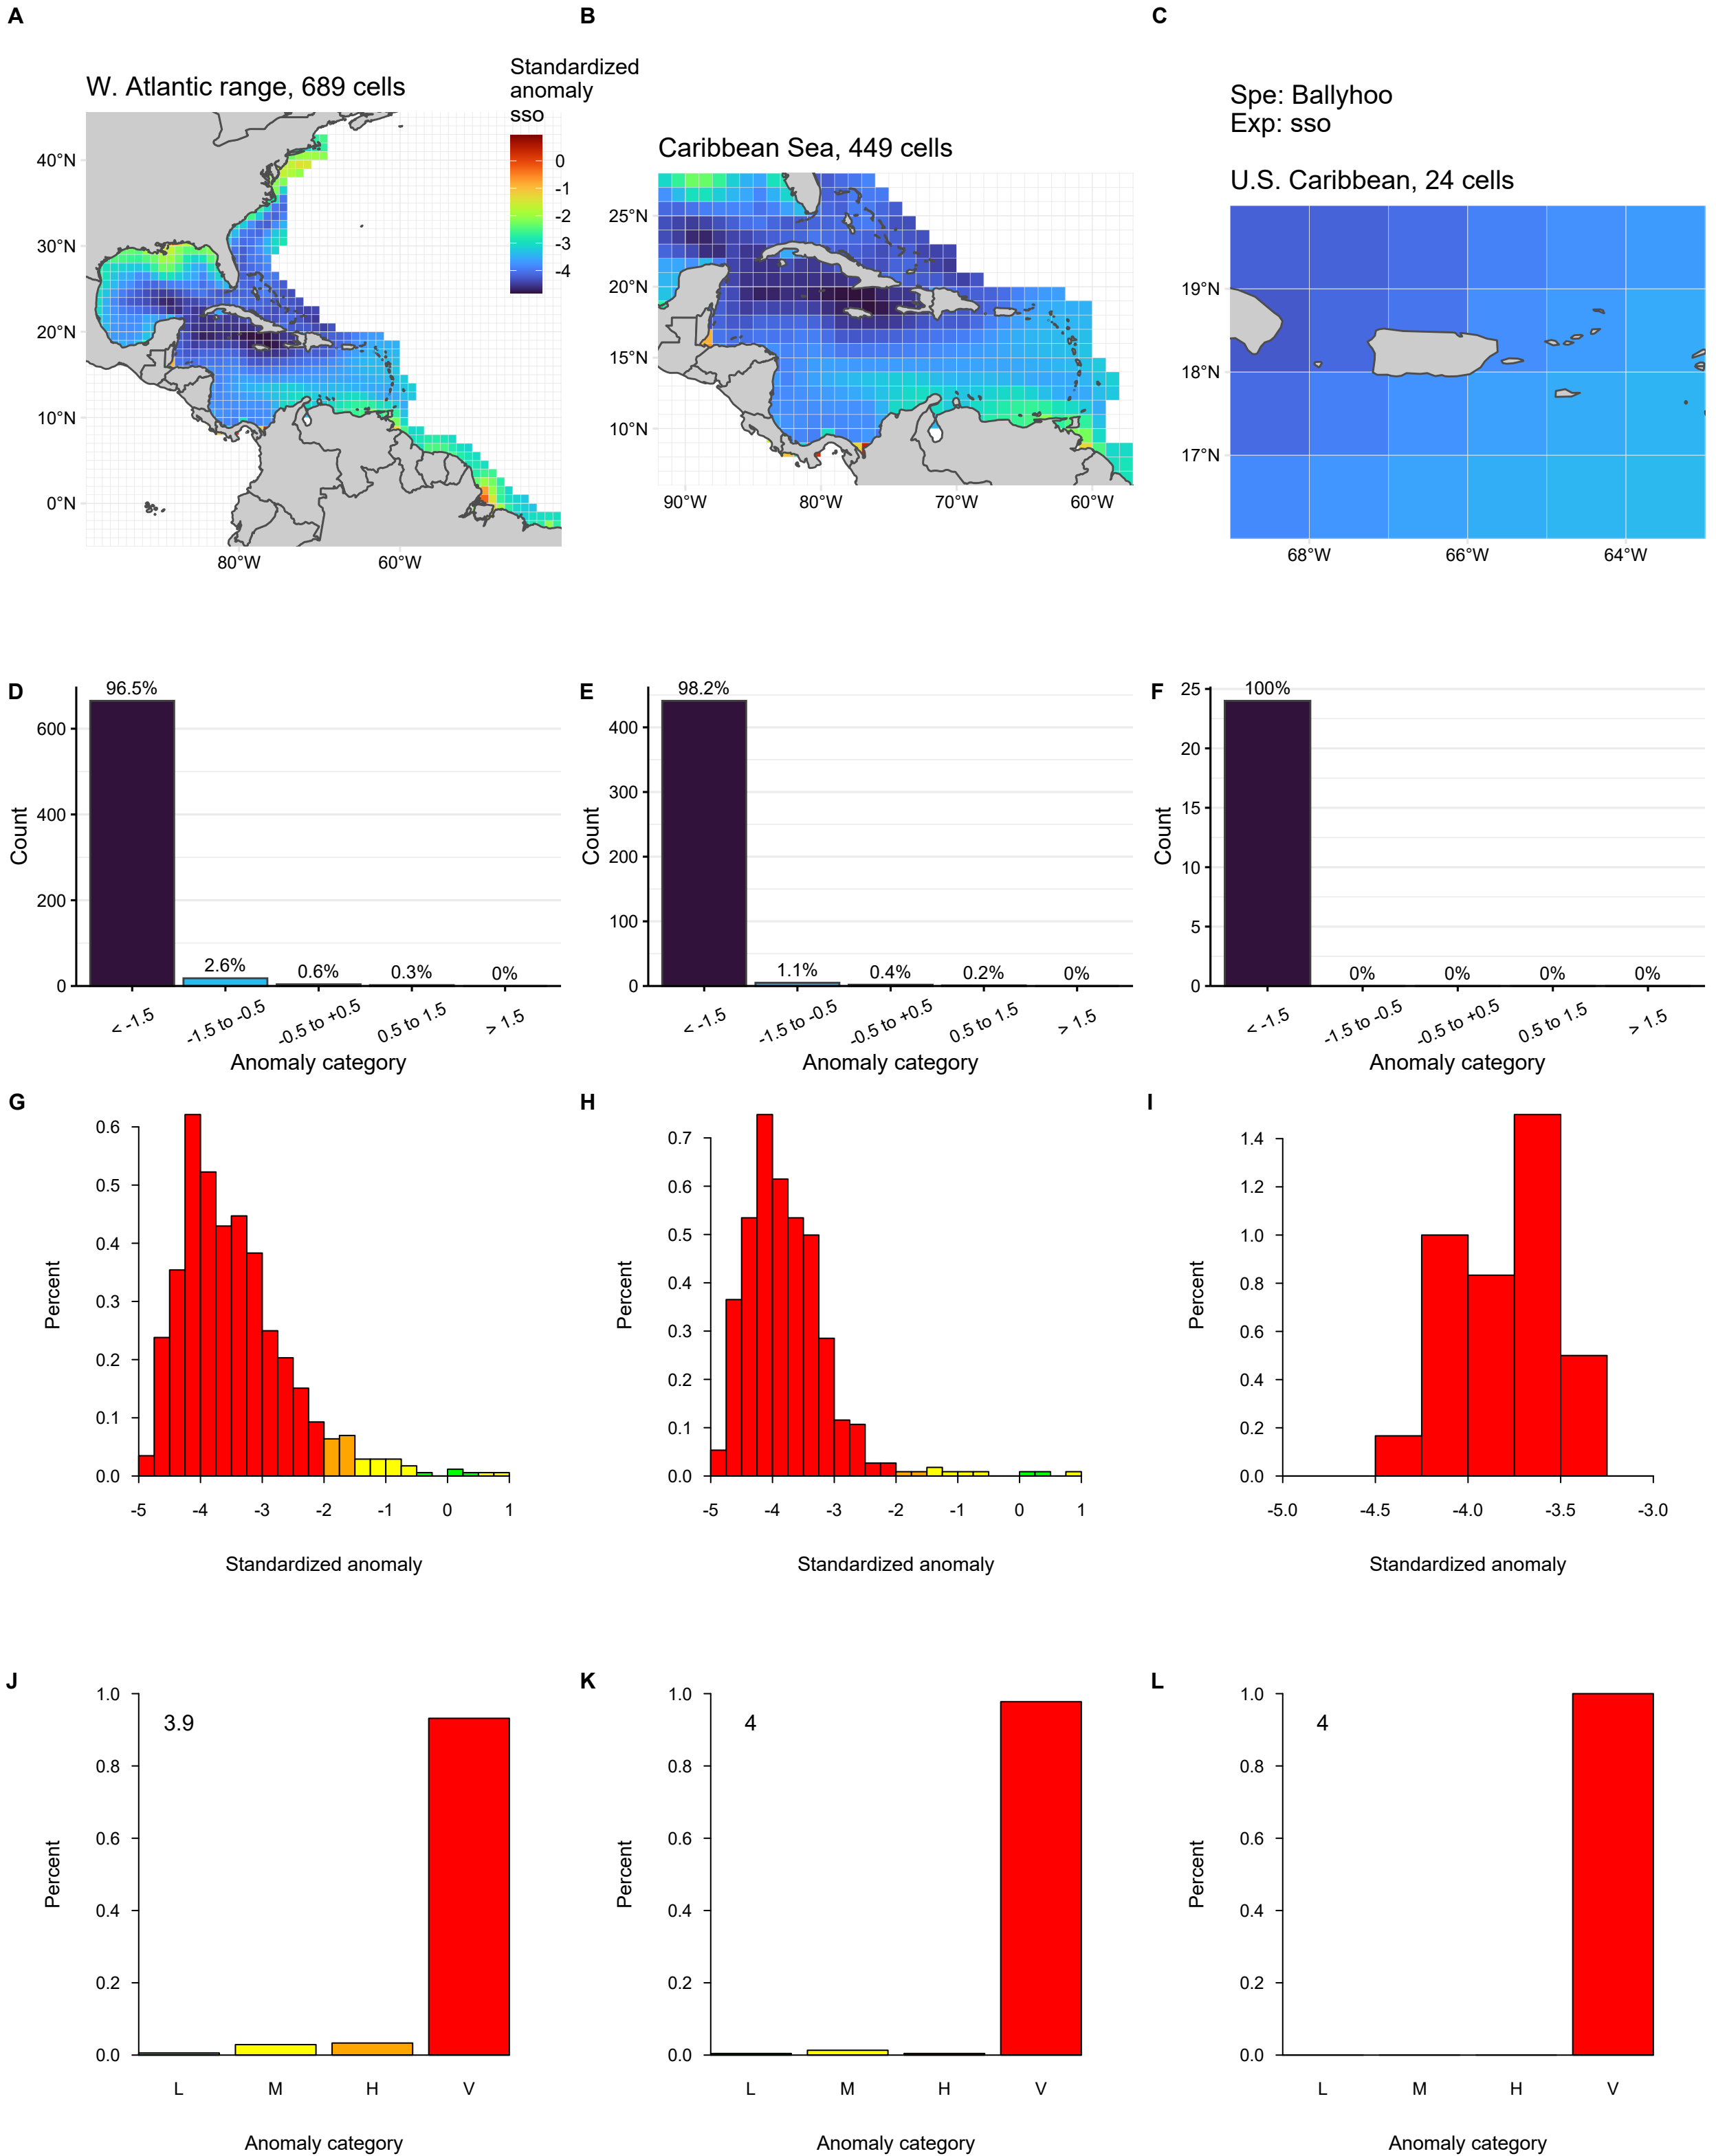 A
B
C
W. Atlantic range, 689 cells
Standardized
anomaly
sso
0
-1
-2
-3
-4
40°N
30°N
20°N
10°N
0°N
80°W
60°W
Caribbean Sea, 449 cells
25°N
20°N
15°N
10°N
90°W
80°W
70°W
60°W
Spe: Ballyhoo
Exp: sso
U.S. Caribbean, 24 cells
19°N
18°N
17°N
68°W
66°W
64°W
D
96.5%
2.6%
0.6%
0.3%
0%
600
400
200
0
Count
< -1.5
-1.5 to -0.5
-0.5 to +0.5
0.5 to 1.5
> 1.5
Anomaly category
E
98.2%
1.1%
0.4%
0.2%
0%
400
300
200
100
0
Count
< -1.5
-1.5 to -0.5
-0.5 to +0.5
0.5 to 1.5
> 1.5
Anomaly category
F
100%
0%
0%
0%
0%
25
20
15
10
5
0
Count
< -1.5
-1.5 to -0.5
-0.5 to +0.5
0.5 to 1.5
> 1.5
Anomaly category
G
0.6
0.5
0.4
0.3
0.2
0.1
0.0
Percent
-5
-4
-3
-2
-1
0
1
Standardized anomaly
H
0.7
0.6
0.5
0.4
0.3
0.2
0.1
0.0
Percent
-5
-4
-3
-2
-1
0
1
Standardized anomaly
I
1.4
1.2
1.0
0.8
0.6
0.4
0.2
0.0
Percent
-5.0
-4.5
-4.0
-3.5
-3.0
Standardized anomaly
J
3.9
1.0
0.8
0.6
0.4
0.2
0.0
Percent
L
M
H
V
Anomaly category
K
4
1.0
0.8
0.6
0.4
0.2
0.0
Percent
L
M
H
V
Anomaly category
L
4
1.0
0.8
0.6
0.4
0.2
0.0
Percent
L
M
H
V
Anomaly category